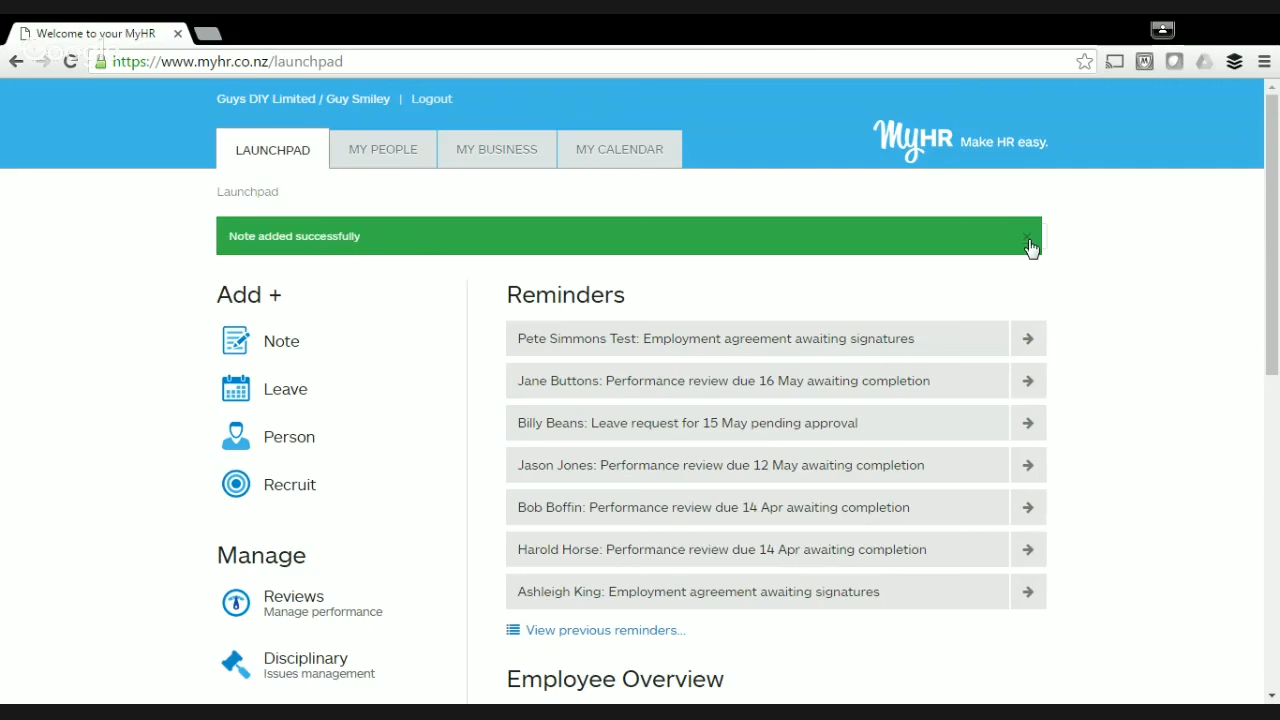 Welcome to your MyHR
https://www.myhr.co.nz/launchpad
Guys DIY Limited / Guy Smiley | Logout
LAUNCHPAD
MY PEOPLE
MY BUSINESS
MY CALENDAR
MyHR Make HR easy.
Launchpad
Note added successfully
Add +
Note
Leave
Person
Recruit
Manage
Reviews
Manage performance
Disciplinary
Issues management
Reminders
Pete Simmons Test: Employment agreement awaiting signatures
Jane Buttons: Performance review due 16 May awaiting completion
Billy Beans: Leave request for 15 May pending approval
Jason Jones: Performance review due 12 May awaiting completion
Bob Boffin: Performance review due 14 Apr awaiting completion
Harold Horse: Performance review due 14 Apr awaiting completion
Ashleigh King: Employment agreement awaiting signatures
View previous reminders...
Employee Overview